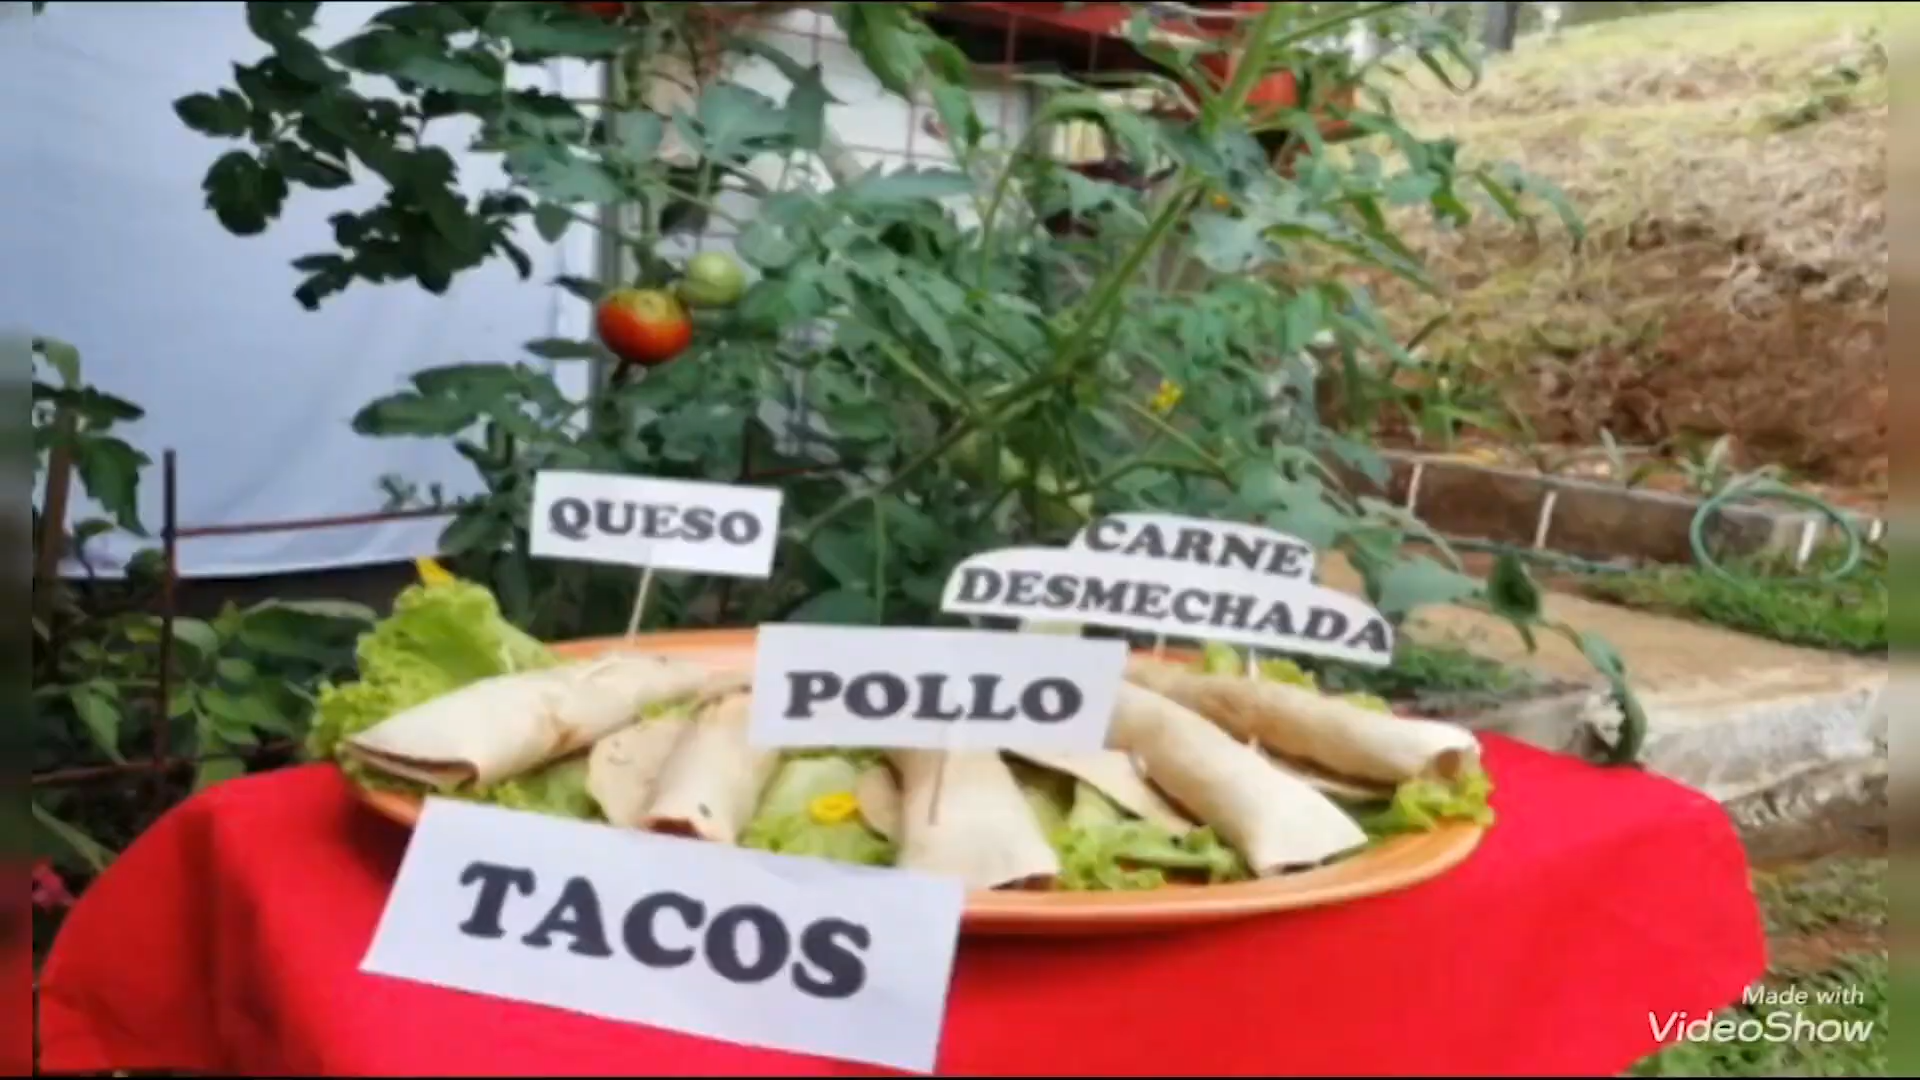 QUESO
CARNE
DESMECHADA
POLLO
TACOS
Made with
VideoShow